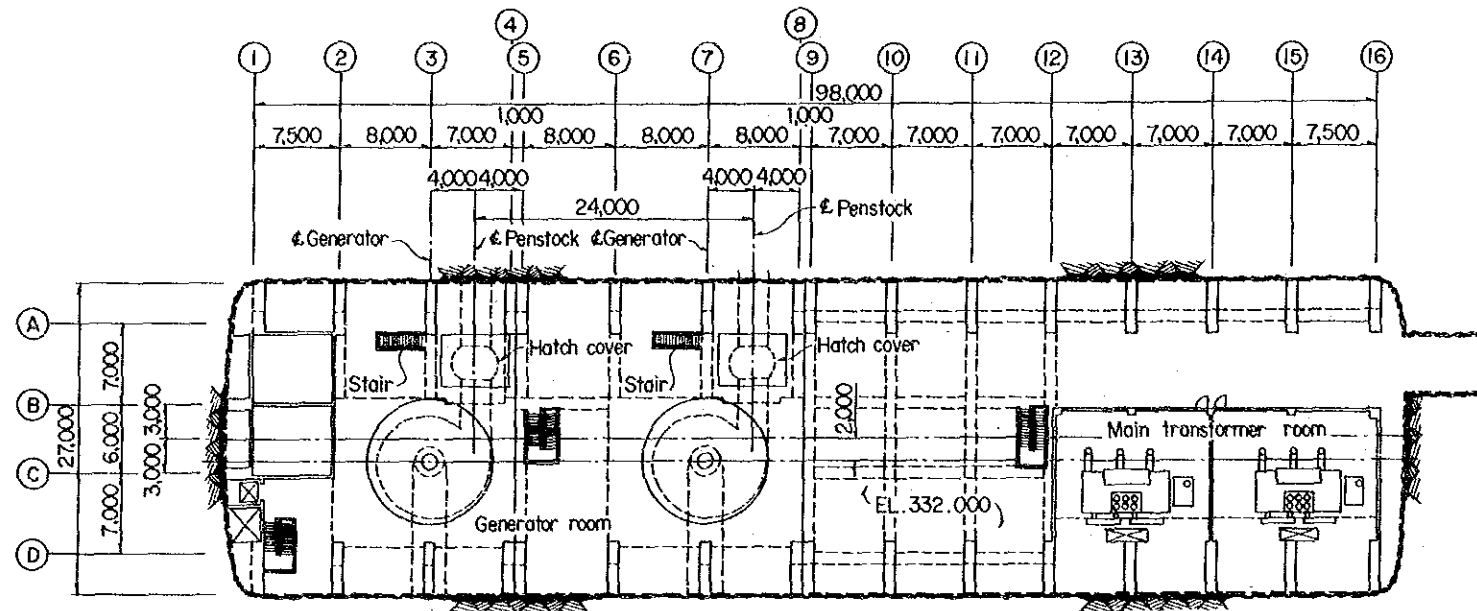 4 8
1 2 3 5 6 7 9 10 11 12 13 14 15 16
98,000
1,000 1,000
7,500 8,000 7,000 8,000 8,000 8,000 7,000 7,000 7,000 7,000 7,000 7,000 7,500
4,000 4,000 4,000 4,000
24,000
℄ Penstock
℄ Generator ℄ Penstock ℄ Generator
A
Hatch cover Hatch cover
7,000
Stair Stair
B
27,000
6,000
3,000 3,000
2,000
Main transformer room
C
(EL.332.000)
7,000
Generator room
D